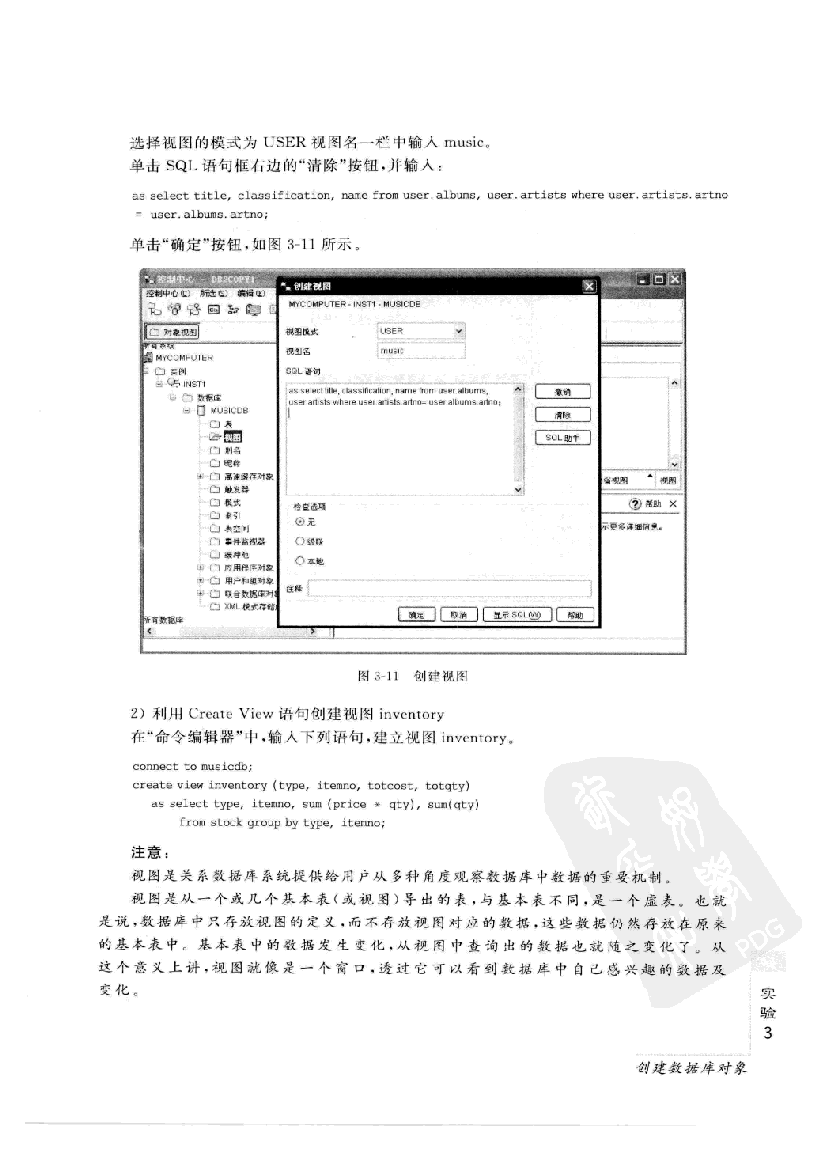 选择视图的模式为 USER 视图名一栏中输入 music。
单击 SQL 语句框右边的“清除”按钮,并输入:
as select title, classification, name from user.albums, user.artists where user.artists.artno
= user.albums.artno;
单击“确定”按钮,如图 3-11 所示。
控制中心 - DB2COPY1
控制中心(C) 所选(S) 编辑(E)
对象视图
所有系统
MYCOMPUTER
实例
INST1
数据库
MUSICDB
表
视图
别名
昵称
高速缓存对象
触发器
模式
索引
表空间
事件监视器
缓冲池
应用程序对象
用户和组对象
联合数据库对
XML 模式存储
所有数据库
创建视图
MYCOMPUTER - INST1 - MUSICDB
视图模式 USER
视图名 music
SQL 语句
as select title, classification, name from user.albums,
user.artists where user.artists.artno= user.albums.artno;
撤销
清除
SQL 助手
检查选项
无
级联
本地
注释
确定 取消 显示 SQL(W) 帮助
省视图 视图
帮助
示更多详细信息。
图 3-11 创建视图
2) 利用 Create View 语句创建视图 inventory
在“命令编辑器”中,输入下列语句,建立视图 inventory。
connect to musicdb;
create view inventory (type, itemno, totcost, totqty)
as select type, itemno, sum (price * qty), sum(qty)
from stock group by type, itemno;
注意:
视图是关系数据库系统提供给用户从多种角度观察数据库中数据的重要机制。
视图是从一个或几个基本表(或视图)导出的表,与基本表不同,是一个虚表。也就
是说,数据库中只存放视图的定义,而不存放视图对应的数据,这些数据仍然存放在原来
的基本表中。基本表中的数据发生变化,从视图中查询出的数据也就随之变化了。从
这个意义上讲,视图就像是一个窗口,透过它可以看到数据库中自己感兴趣的数据及
变化。
PDG
实
验
3
创建数据库对象